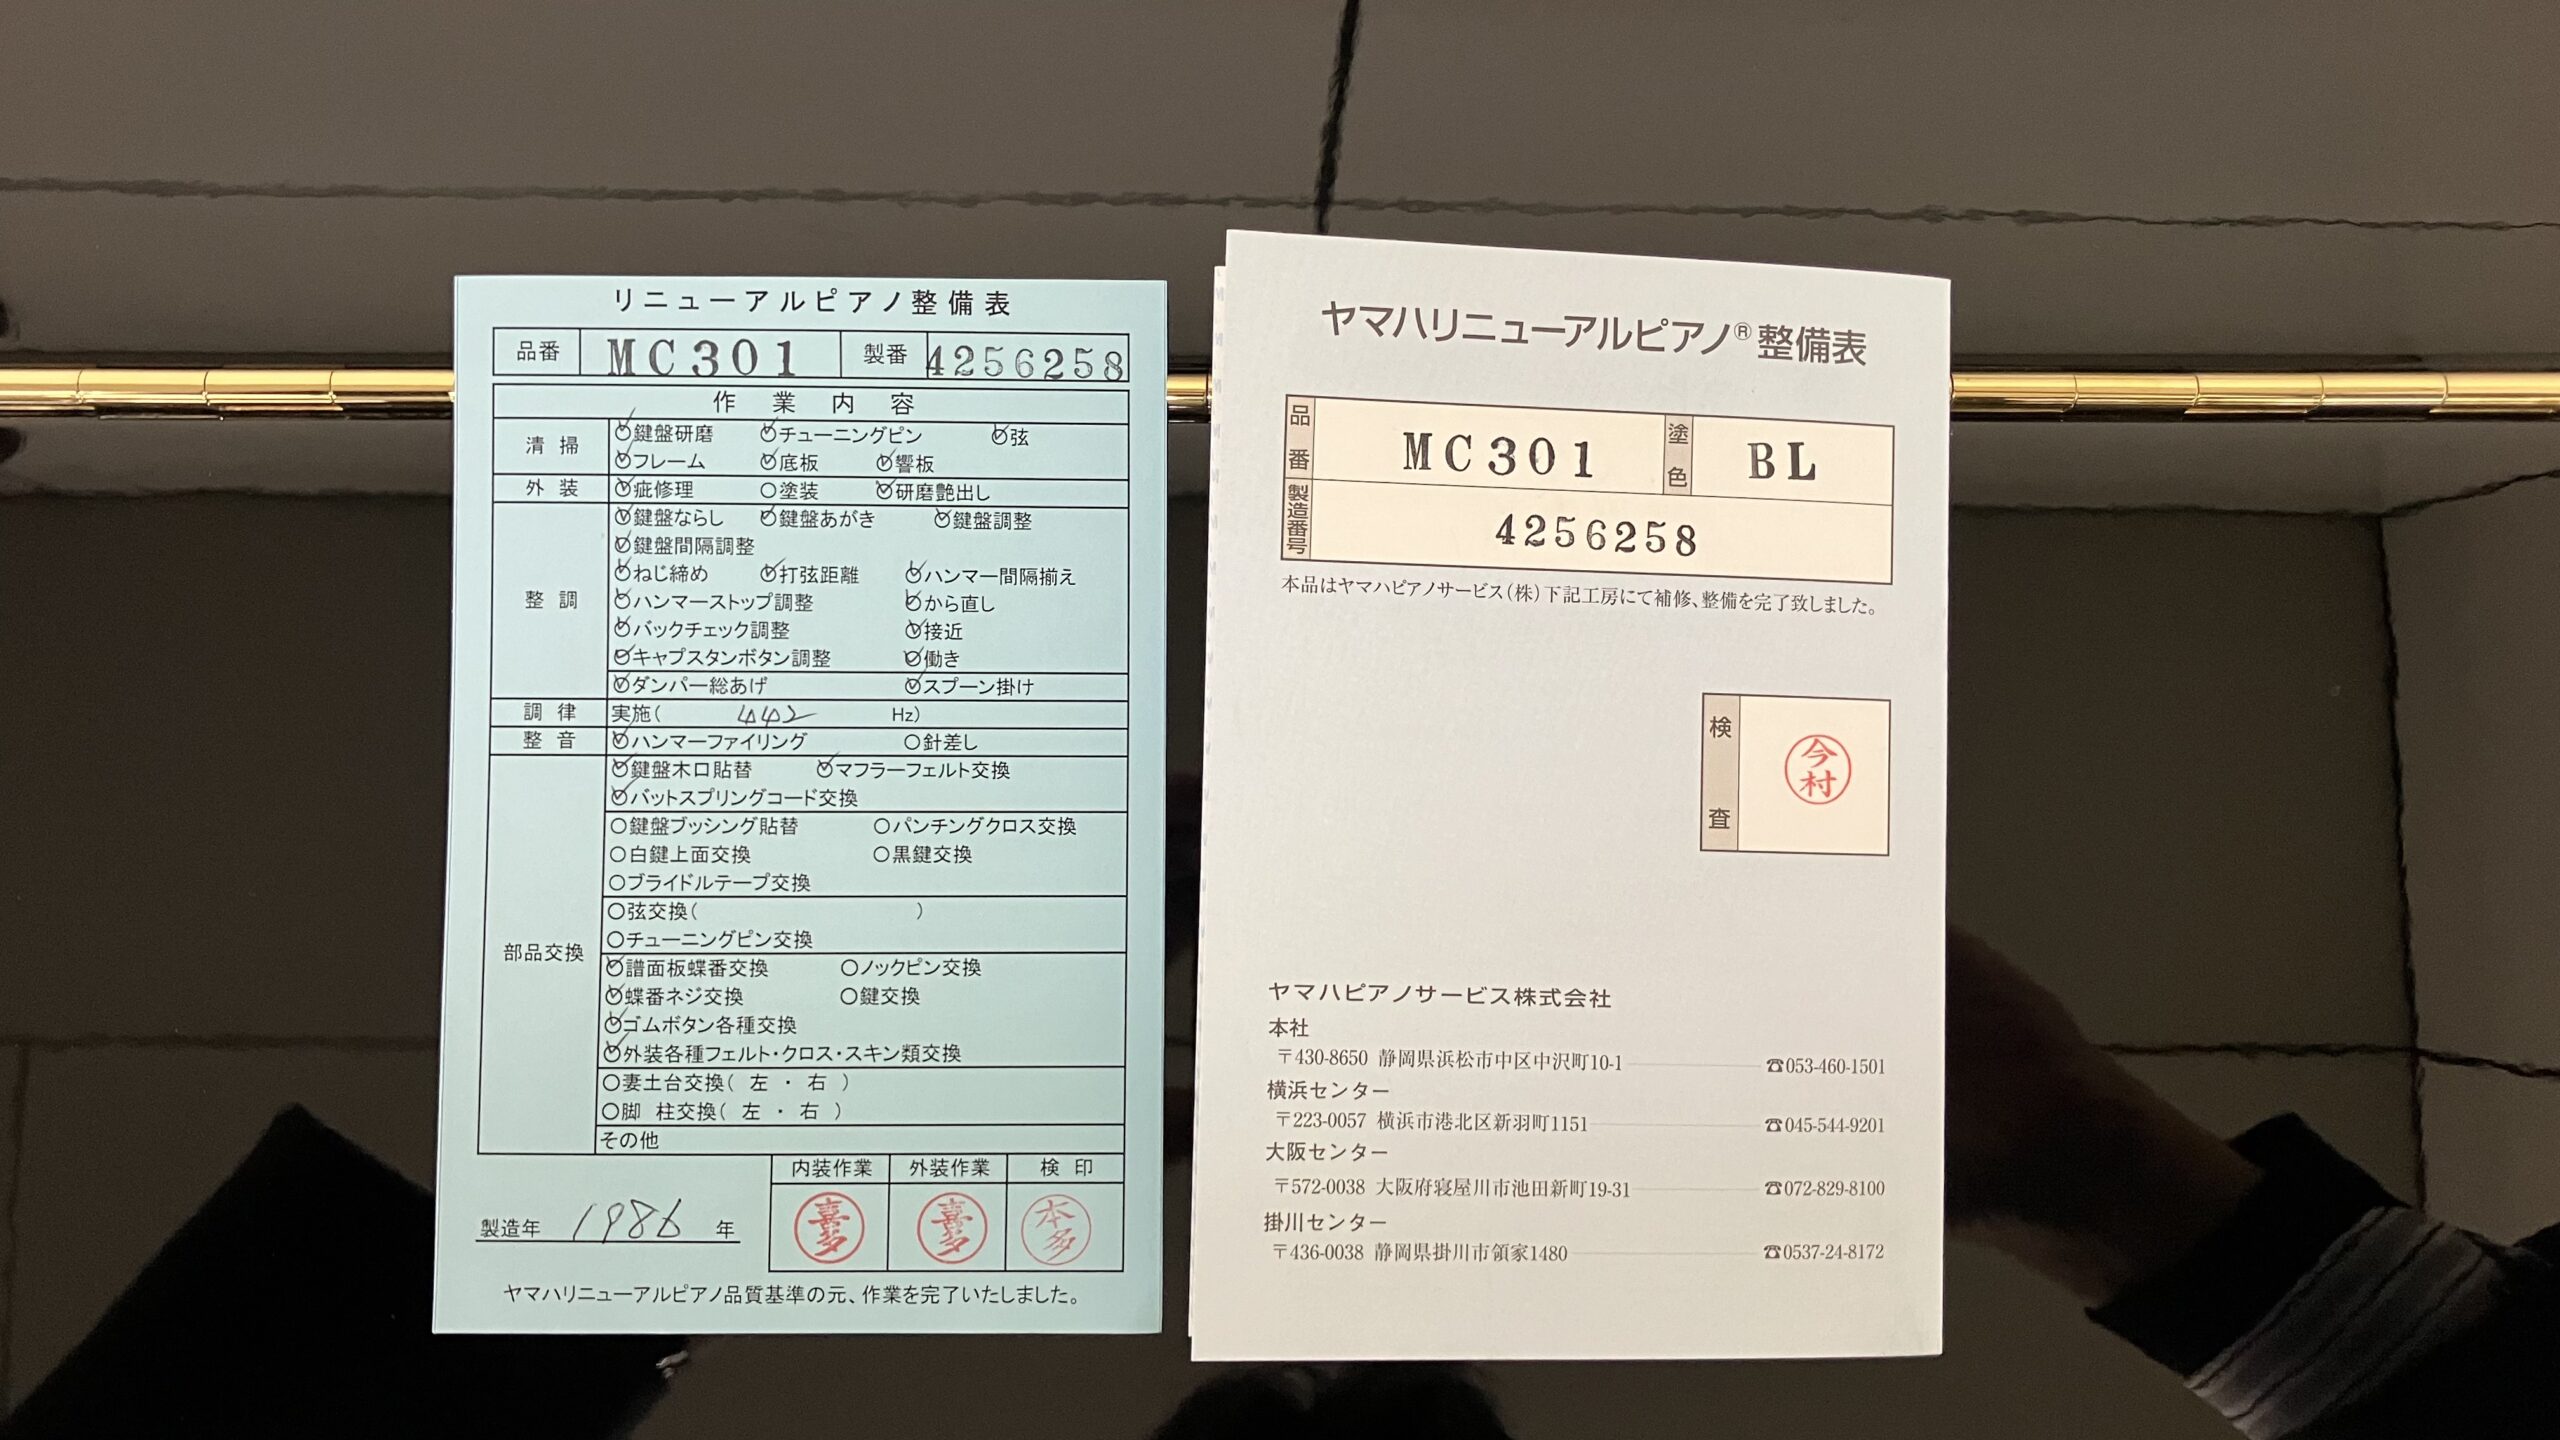 リニューアルピアノ整備表
品番 MC301 製番 4256258
作業内容
清掃 鍵盤研磨 チューニングピン 弦
フレーム 底板 響板
外装 疵修理 塗装 研磨艶出し
整調 鍵盤ならし 鍵盤あがき 鍵盤調整
鍵盤間隔調整
ねじ締め 打弦距離 ハンマー間隔揃え
ハンマーストップ調整 から直し
バックチェック調整 接近
キャプスタンボタン調整 働き
ダンパー総あげ スプーン掛け
調律 実施( 442 Hz)
整音 ハンマーファイリング 針差し
部品交換 鍵盤木口貼替 マフラーフェルト交換
バットスプリングコード交換
鍵盤ブッシング貼替 パンチングクロス交換
白鍵上面交換 黒鍵交換
ブライドルテープ交換
弦交換( )
チューニングピン交換
譜面板蝶番交換 ノックピン交換
蝶番ネジ交換 鍵交換
ゴムボタン各種交換
外装各種フェルト・クロス・スキン類交換
妻土台交換( 左 ・ 右 )
脚 柱交換( 左 ・ 右 )
その他
内装作業 外装作業 検印
喜多 喜多 本多
製造年 1986 年
ヤマハリニューアルピアノ品質基準の元、作業を完了いたしました。
ヤマハリニューアルピアノ®整備表
品番 MC301 塗色 BL
製造番号 4256258
本品はヤマハピアノサービス(株)下記工房にて補修、整備を完了致しました。
検査 今村
ヤマハピアノサービス株式会社
本社
〒430-8650 静岡県浜松市中区中沢町10-1 ☎053-460-1501
横浜センター
〒223-0057 横浜市港北区新羽町1151 ☎045-544-9201
大阪センター
〒572-0038 大阪府寝屋川市池田新町19-31 ☎072-829-8100
掛川センター
〒436-0038 静岡県掛川市領家1480 ☎0537-24-8172